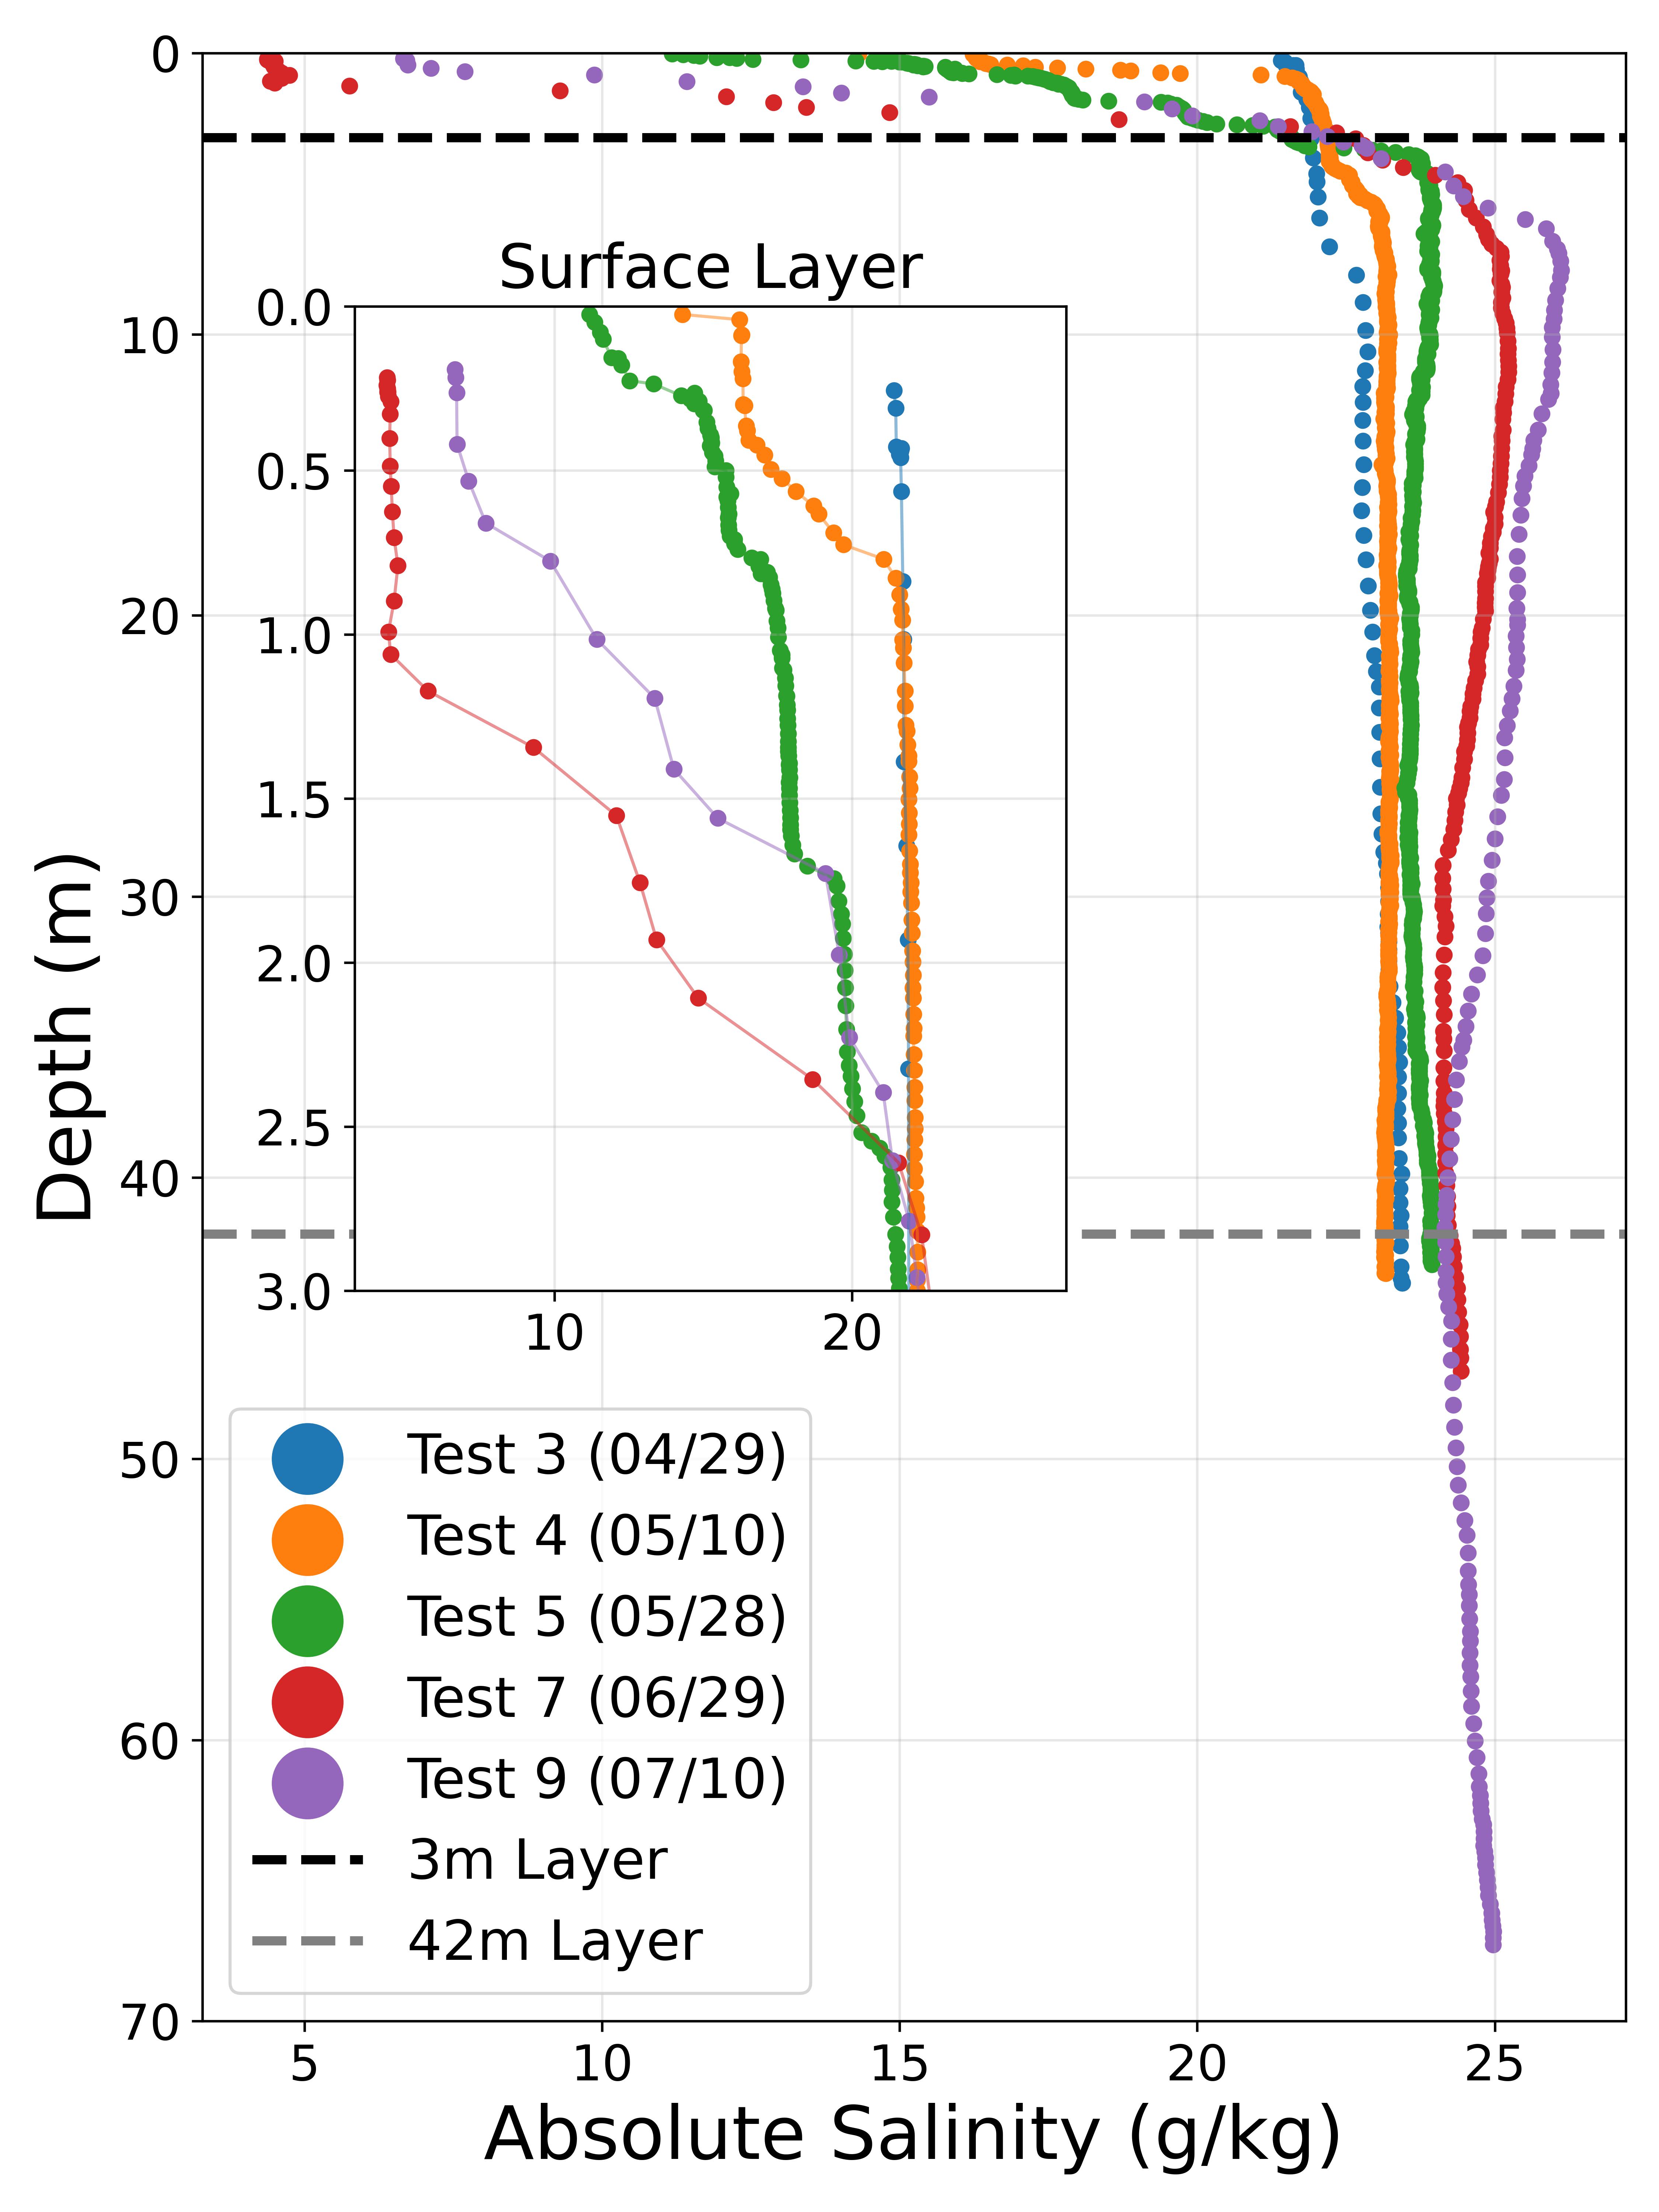 0
10
20
30
40
50
60
70
Depth (m)
Surface Layer
0.0
0.5
1.0
1.5
2.0
2.5
3.0
10
20
Test 3 (04/29)
Test 4 (05/10)
Test 5 (05/28)
Test 7 (06/29)
Test 9 (07/10)
3m Layer
42m Layer
5
10
15
20
25
Absolute Salinity (g/kg)